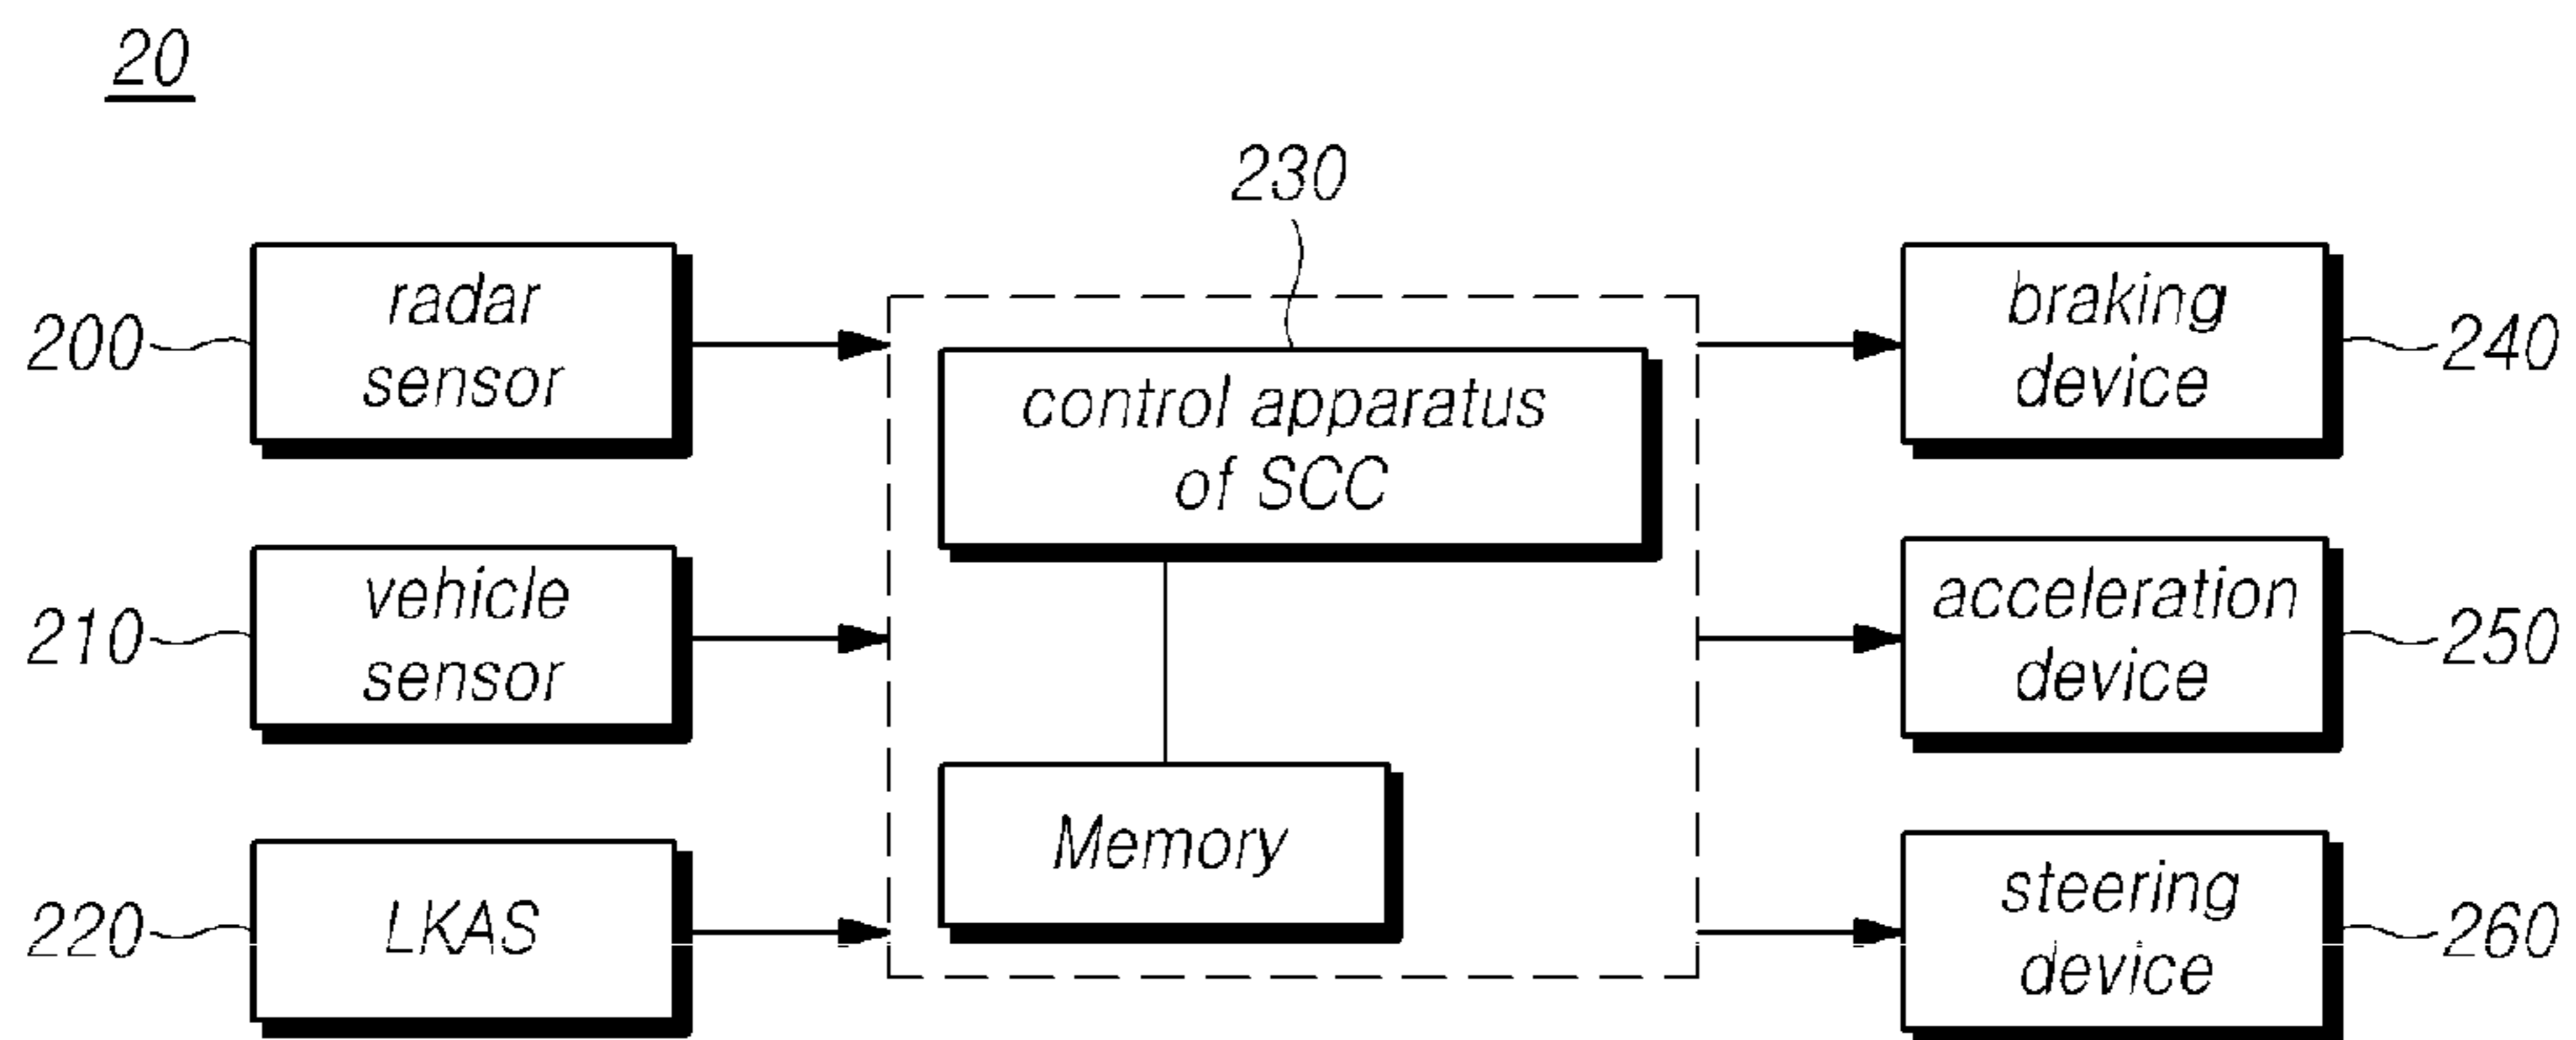 20
230
200
radar
sensor
control apparatus
of SCC
braking
device
240
210
vehicle
sensor
acceleration
device
250
220
LKAS
Memory
steering
device
260